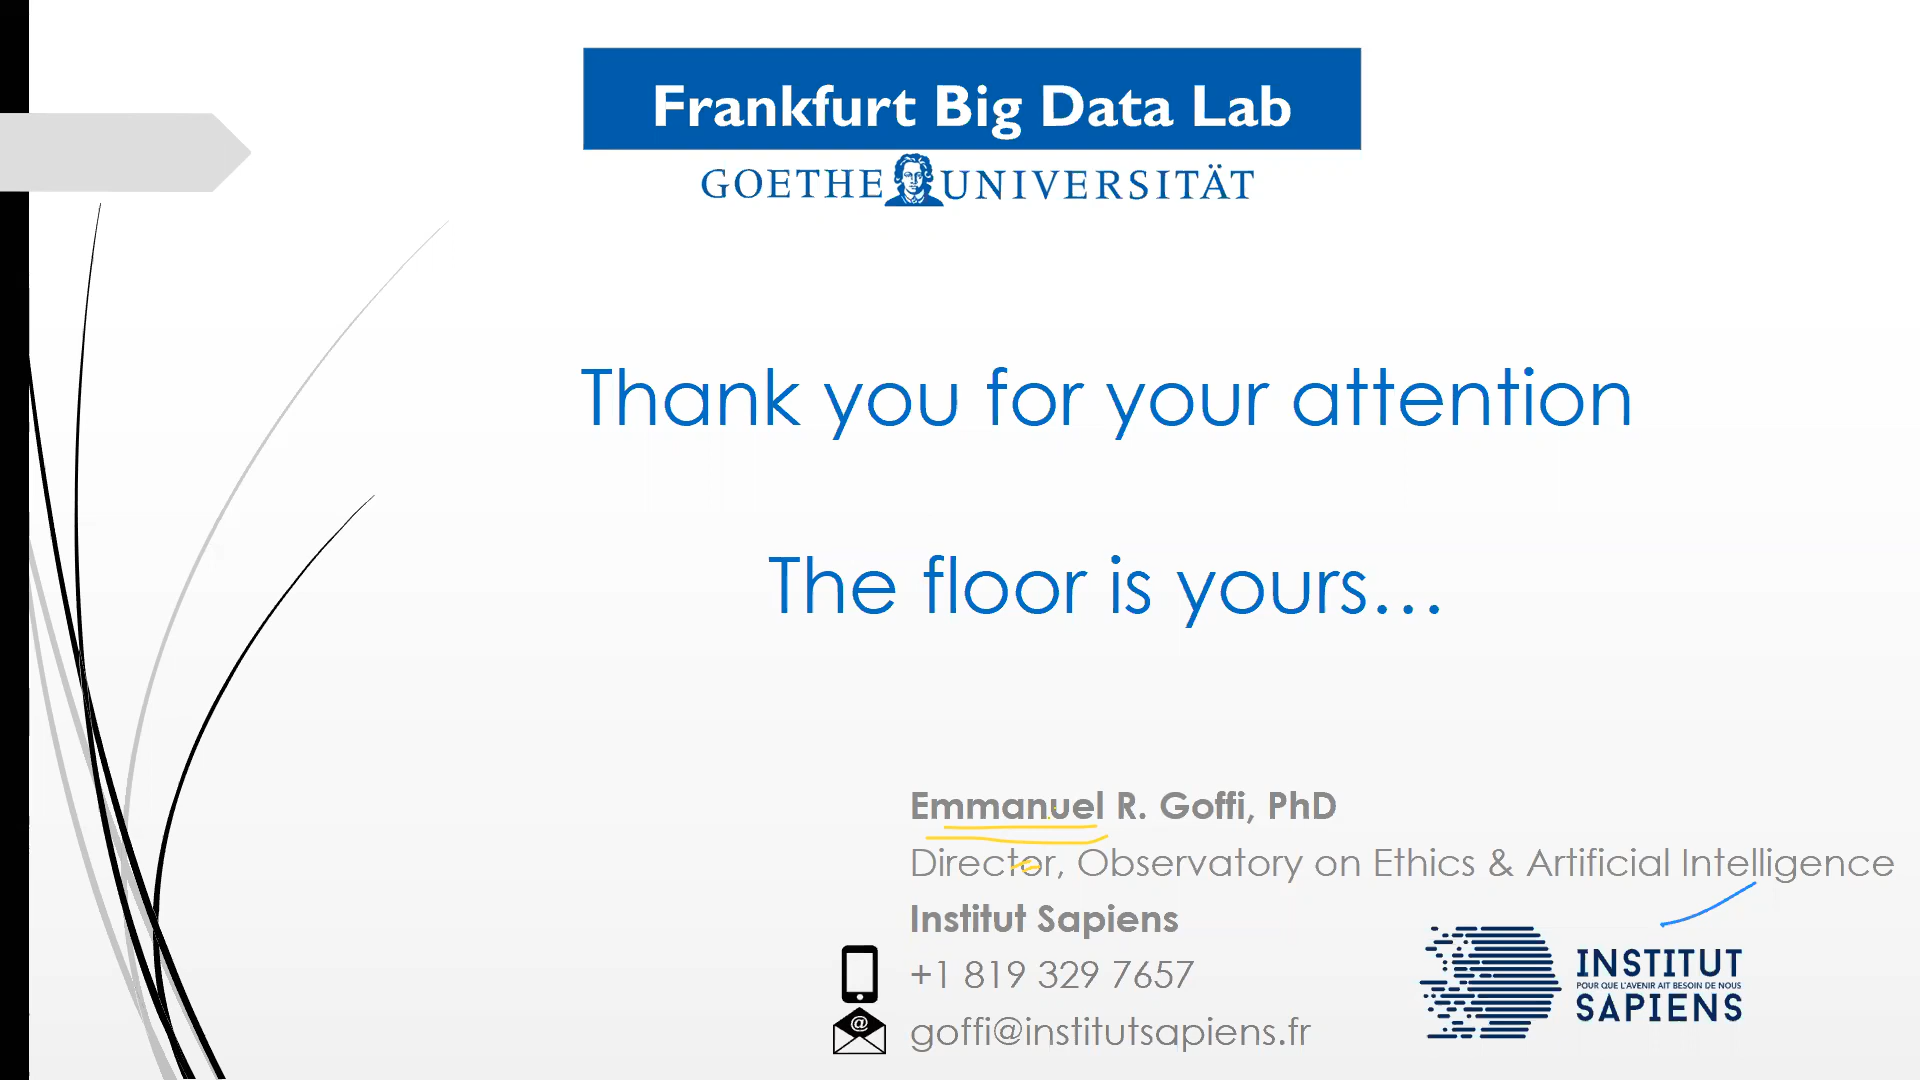 Frankfurt Big Data Lab
GOETHE UNIVERSITÄT
Thank you for your attention
The floor is yours...
Emmanuel R. Goffi, PhD
Director, Observatory on Ethics & Artificial Intelligence
Institut Sapiens
+1 819 329 7657
@
goffi@institutsapiens.fr
INSTITUT
POUR QUE L'AVENIR AIT BESOIN DE NOUS
SAPIENS